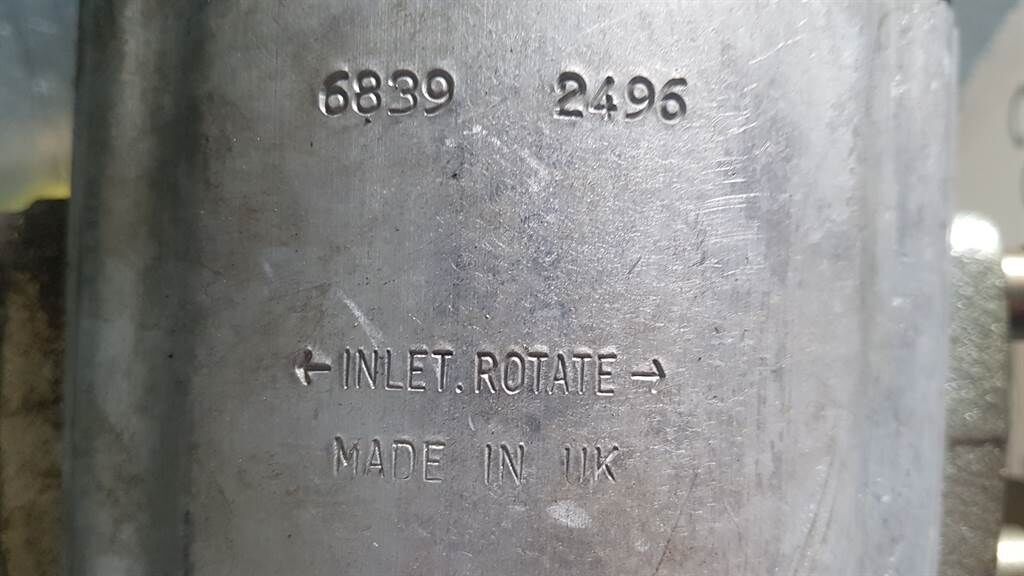 6839 2496
← INLET. ROTATE →
MADE IN UK